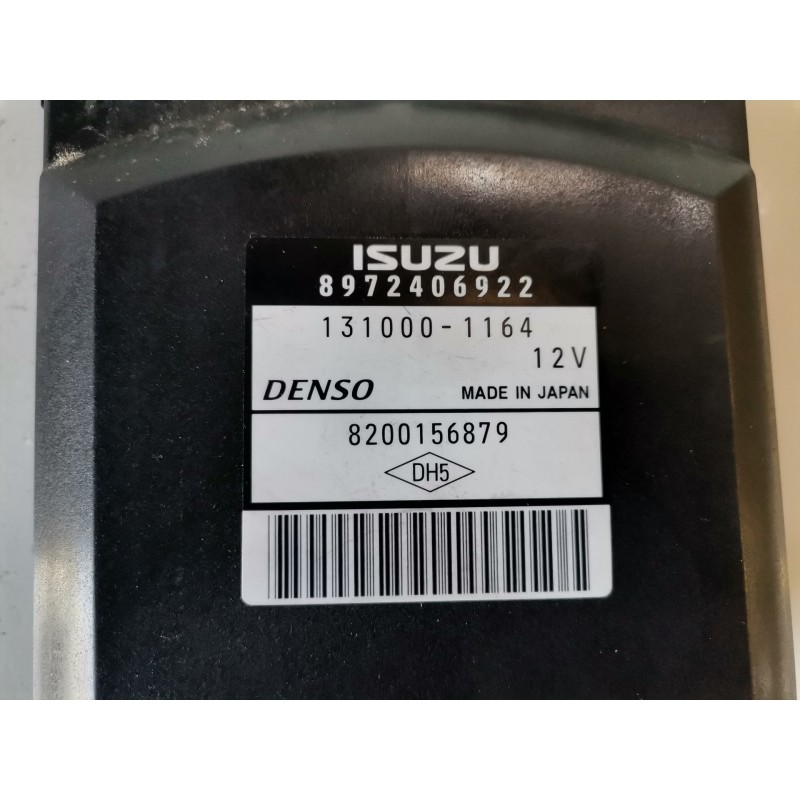 ISUZU
8972406922
131000-1164
12V
DENSO MADE IN JAPAN
8200156879
DH5